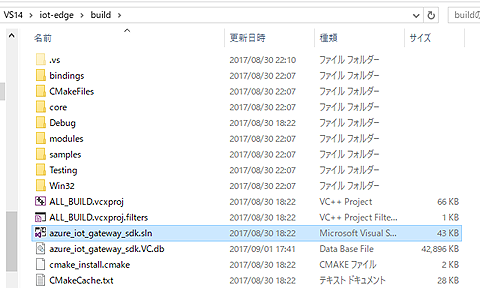 VS14 › iot-edge › build
buildの
名前 更新日時 種類 サイズ
.vs 2017/08/30 22:10 ファイル フォルダー
bindings 2017/08/30 22:07 ファイル フォルダー
CMakeFiles 2017/08/30 22:07 ファイル フォルダー
core 2017/08/30 22:07 ファイル フォルダー
Debug 2017/08/30 18:22 ファイル フォルダー
modules 2017/08/30 22:07 ファイル フォルダー
samples 2017/08/30 22:07 ファイル フォルダー
Testing 2017/08/30 22:07 ファイル フォルダー
Win32 2017/08/30 22:07 ファイル フォルダー
ALL_BUILD.vcxproj 2017/08/30 18:22 VC++ Project 66 KB
ALL_BUILD.vcxproj.filters 2017/08/30 18:22 VC++ Project Filte... 1 KB
azure_iot_gateway_sdk.sln 2017/08/30 18:22 Microsoft Visual S... 43 KB
azure_iot_gateway_sdk.VC.db 2017/09/01 17:41 Data Base File 42,896 KB
cmake_install.cmake 2017/08/30 18:22 CMAKE ファイル 2 KB
CMakeCache.txt 2017/08/30 18:22 テキスト ドキュメント 28 KB